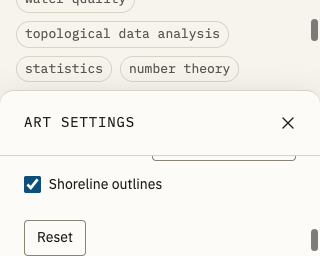 water quality
topological data analysis
statistics number theory
ART SETTINGS
Shoreline outlines
Reset